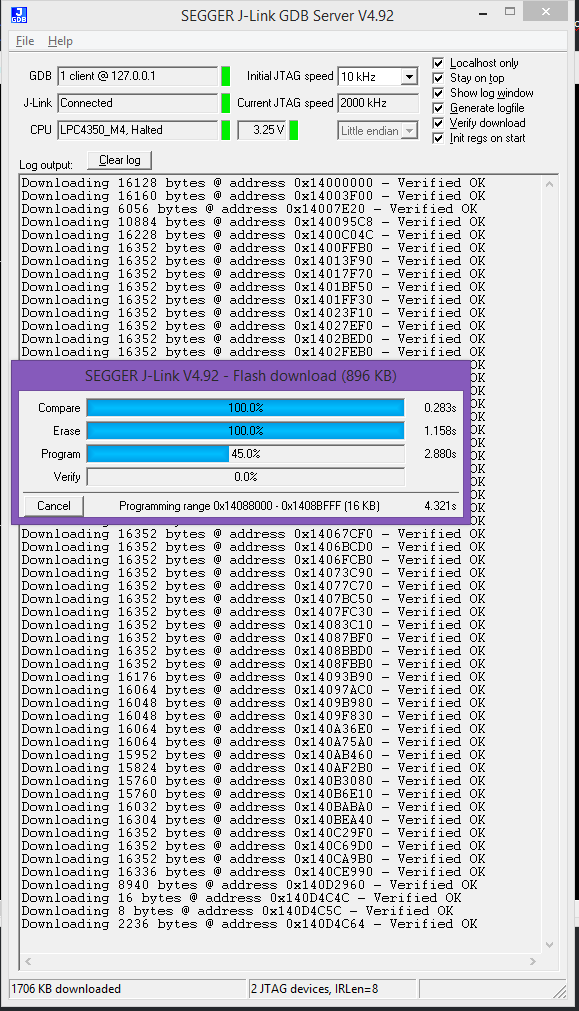 J
GDB
SEGGER J-Link GDB Server V4.92
File Help
GDB 1 client @ 127.0.0.1 Initial JTAG speed 10 kHz
J-Link Connected Current JTAG speed 2000 kHz
CPU LPC4350_M4, Halted 3.25 V Little endian
Localhost only
Stay on top
Show log window
Generate logfile
Verify download
Init regs on start
Log output: Clear log
Downloading 16128 bytes @ address 0x14000000 - Verified OK
Downloading 16160 bytes @ address 0x14003F00 - Verified OK
Downloading 6056 bytes @ address 0x14007E20 - Verified OK
Downloading 10884 bytes @ address 0x140095C8 - Verified OK
Downloading 16228 bytes @ address 0x1400C04C - Verified OK
Downloading 16352 bytes @ address 0x1400FFB0 - Verified OK
Downloading 16352 bytes @ address 0x14013F90 - Verified OK
Downloading 16352 bytes @ address 0x14017F70 - Verified OK
Downloading 16352 bytes @ address 0x1401BF50 - Verified OK
Downloading 16352 bytes @ address 0x1401FF30 - Verified OK
Downloading 16352 bytes @ address 0x14023F10 - Verified OK
Downloading 16352 bytes @ address 0x14027EF0 - Verified OK
Downloading 16352 bytes @ address 0x1402BED0 - Verified OK
Downloading 16352 bytes @ address 0x1402FEB0 - Verified OK
SEGGER J-Link V4.92 - Flash download (896 KB)
Compare 100.0% 0.283s
Erase 100.0% 1.158s
Program 45.0% 2.880s
Verify 0.0%
Cancel Programming range 0x14088000 - 0x1408BFFF (16 KB) 4.321s
Downloading 16352 bytes @ address 0x14067CF0 - Verified OK
Downloading 16352 bytes @ address 0x1406BCD0 - Verified OK
Downloading 16352 bytes @ address 0x1406FCB0 - Verified OK
Downloading 16352 bytes @ address 0x14073C90 - Verified OK
Downloading 16352 bytes @ address 0x14077C70 - Verified OK
Downloading 16352 bytes @ address 0x1407BC50 - Verified OK
Downloading 16352 bytes @ address 0x1407FC30 - Verified OK
Downloading 16352 bytes @ address 0x14083C10 - Verified OK
Downloading 16352 bytes @ address 0x14087BF0 - Verified OK
Downloading 16352 bytes @ address 0x1408BBD0 - Verified OK
Downloading 16352 bytes @ address 0x1408FBB0 - Verified OK
Downloading 16176 bytes @ address 0x14093B90 - Verified OK
Downloading 16064 bytes @ address 0x14097AC0 - Verified OK
Downloading 16048 bytes @ address 0x1409B980 - Verified OK
Downloading 16048 bytes @ address 0x1409F830 - Verified OK
Downloading 16064 bytes @ address 0x140A36E0 - Verified OK
Downloading 16064 bytes @ address 0x140A75A0 - Verified OK
Downloading 15952 bytes @ address 0x140AB460 - Verified OK
Downloading 15824 bytes @ address 0x140AF2B0 - Verified OK
Downloading 15760 bytes @ address 0x140B3080 - Verified OK
Downloading 15760 bytes @ address 0x140B6E10 - Verified OK
Downloading 16032 bytes @ address 0x140BABA0 - Verified OK
Downloading 16304 bytes @ address 0x140BEA40 - Verified OK
Downloading 16352 bytes @ address 0x140C29F0 - Verified OK
Downloading 16352 bytes @ address 0x140C69D0 - Verified OK
Downloading 16352 bytes @ address 0x140CA9B0 - Verified OK
Downloading 16336 bytes @ address 0x140CE990 - Verified OK
Downloading 8940 bytes @ address 0x140D2960 - Verified OK
Downloading 16 bytes @ address 0x140D4C4C - Verified OK
Downloading 8 bytes @ address 0x140D4C5C - Verified OK
Downloading 2236 bytes @ address 0x140D4C64 - Verified OK
1706 KB downloaded 2 JTAG devices, IRLen=8